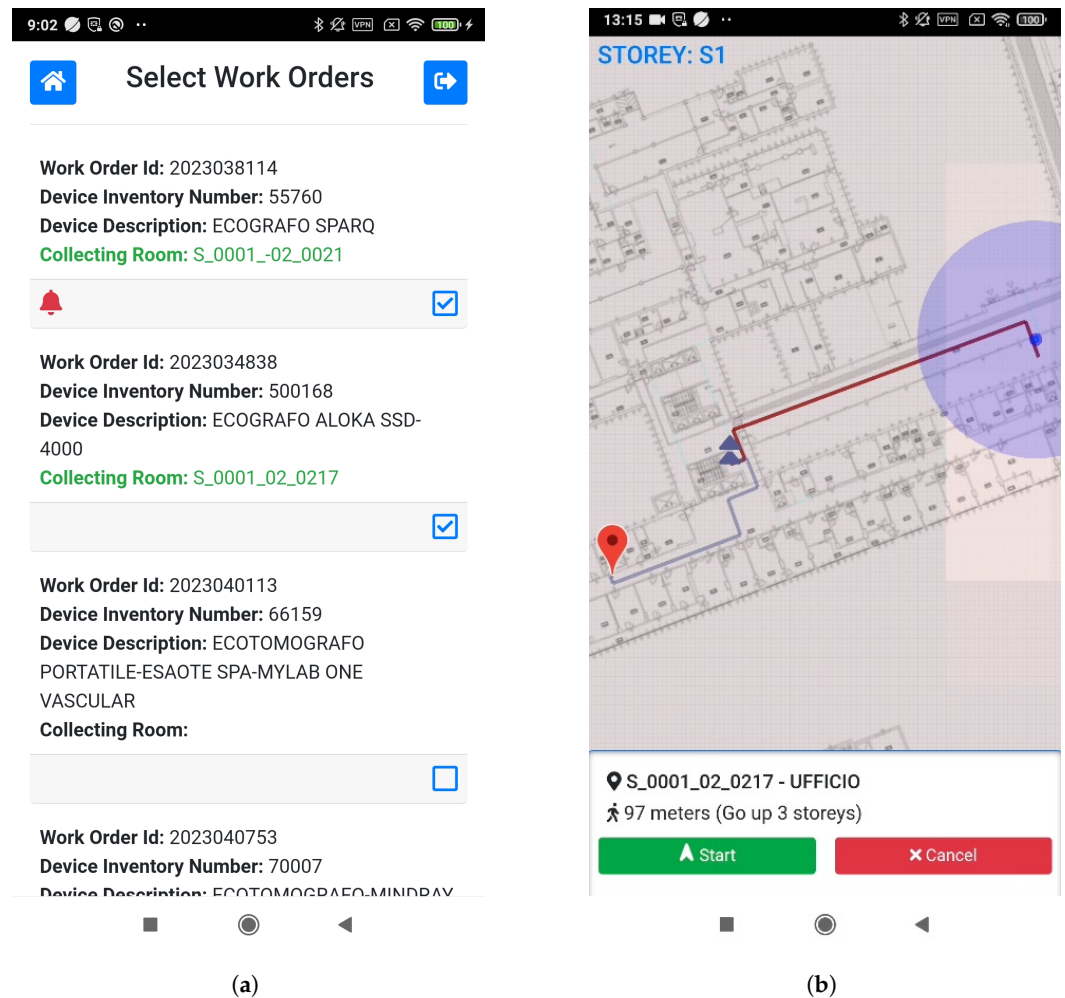 9:02
VPN
100
Select Work Orders
Work Order Id: 2023038114
Device Inventory Number: 55760
Device Description: ECOGRAFO SPARQ
Collecting Room: S_0001_-02_0021
Work Order Id: 2023034838
Device Inventory Number: 500168
Device Description: ECOGRAFO ALOKA SSD-
4000
Collecting Room: S_0001_02_0217
Work Order Id: 2023040113
Device Inventory Number: 66159
Device Description: ECOTOMOGRAFO
PORTATILE-ESAOTE SPA-MYLAB ONE
VASCULAR
Collecting Room:
Work Order Id: 2023040753
Device Inventory Number: 70007
Device Description: ECOTOMOGRAFO-MINDRAY
(a)
13:15
VPN
100
STOREY: S1
S_0001_02_0217 - UFFICIO
97 meters (Go up 3 storeys)
Start
Cancel
(b)